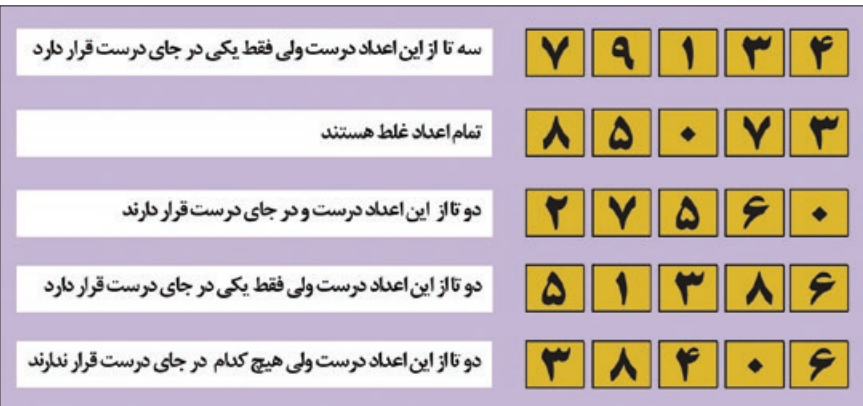 سه تا از این اعداد درست ولی فقط یکی در جای درست قرار دارد ۷ ۹ ۱ ۳ ۴
تمام اعداد غلط هستند ۸ ۵ ۰ ۷ ۳
دو تا از این اعداد درست و در جای درست قرار دارند ۲ ۷ ۵ ۶ ۰
دو تا از این اعداد درست ولی فقط یکی در جای درست قرار دارد ۵ ۱ ۳ ۸ ۶
دو تا از این اعداد درست ولی هیچ کدام در جای درست قرار ندارند ۳ ۸ ۴ ۰ ۶